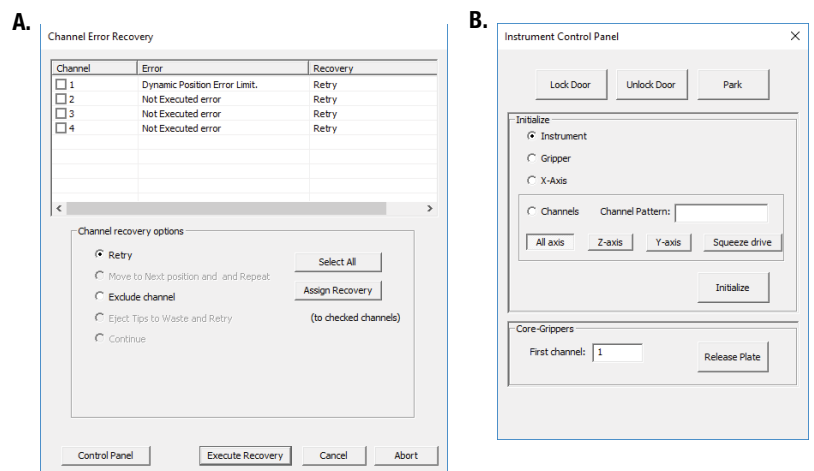 A.
Channel Error Recovery
Channel Error Recovery
1 Dynamic Position Error Limit. Retry
2 Not Executed error Retry
3 Not Executed error Retry
4 Not Executed error Retry
Channel recovery options
Retry
Select All
Move to Next position and and Repeat
Assign Recovery
Exclude channel
Eject Tips to Waste and Retry
(to checked channels)
Continue
Control Panel Execute Recovery Cancel Abort
B.
Instrument Control Panel
Lock Door Unlock Door Park
Initialize
Instrument
Gripper
X-Axis
Channels Channel Pattern:
All axis Z-axis Y-axis Squeeze drive
Initialize
Core-Grippers
First channel: 1 Release Plate